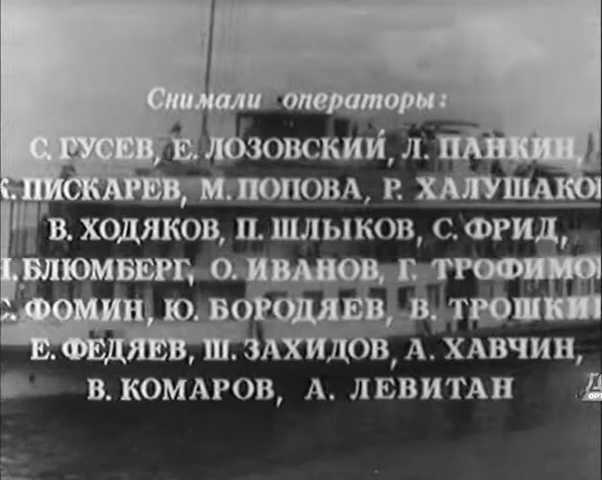 Снимали операторы:
С. ГУСЕВ, Е. ЛОЗОВСКИЙ, Л. ПАНКИН,
К. ПИСКАРЕВ, М. ПОПОВА, Р. ХАЛУШАКОВ
В. ХОДЯКОВ, П. ШЛЫКОВ, С. ФРИД,
БЛЮМБЕРГ, О. ИВАНОВ, Г. ТРОФИМО
С. ФОМИН, Ю. БОРОДЯЕВ, В. ТРОШКИ
Е. ФЕДЯЕВ, Ш. ЗАХИДОВ, А. ХАВЧИН,
В. КОМАРОВ, А. ЛЕВИТАН